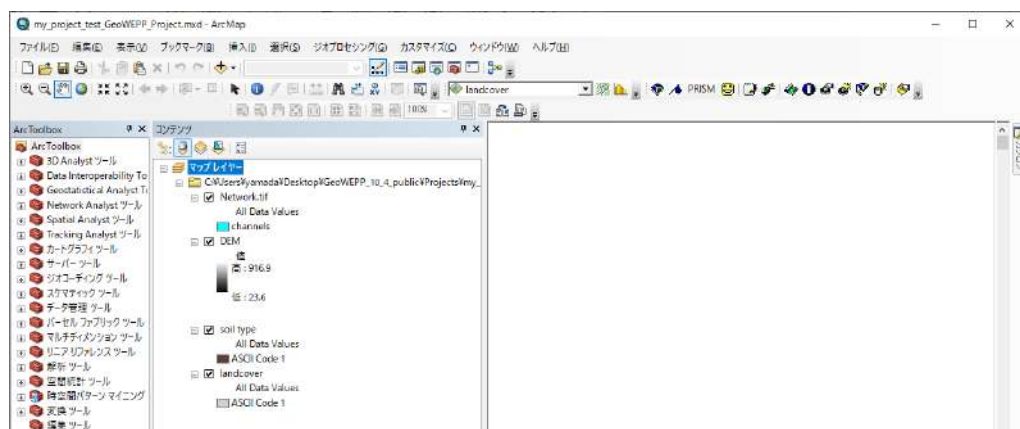 my_project_test_GeoWEPP_Project.mxd - ArcMap
ファイル(F) 編集(E) 表示(V) ブックマーク(B) 挿入(I) 選択(S) ジオプロセシング(G) カスタマイズ(C) ウィンドウ(W) ヘルプ(H)
landcover
PRISM
100%
ArcToolbox
コンテンツ
ArcToolbox
3D Analyst ツール
Data Interoperability To
Geostatistical Analyst
Network Analyst ツール
Spatial Analyst ツール
Tracking Analyst ツール
カートグラフィ ツール
サーバー ツール
ジオコーディング ツール
スケマティック ツール
データ管理 ツール
パーセル ファブリック ツール
マルチディメンション ツール
リニア リファレンス ツール
解析 ツール
空間統計 ツール
時空間パターン マイニング
変換 ツール
編集 ツール
マップ レイヤー
C:¥Users¥yamada¥Desktop¥GeoWEPP_10_4_public¥Projects¥my_
Network.tif
All Data Values
channels
DEM
値
高 : 916.9
低 : 23.6
soil type
All Data Values
ASCII Code 1
landcover
All Data Values
ASCII Code 1